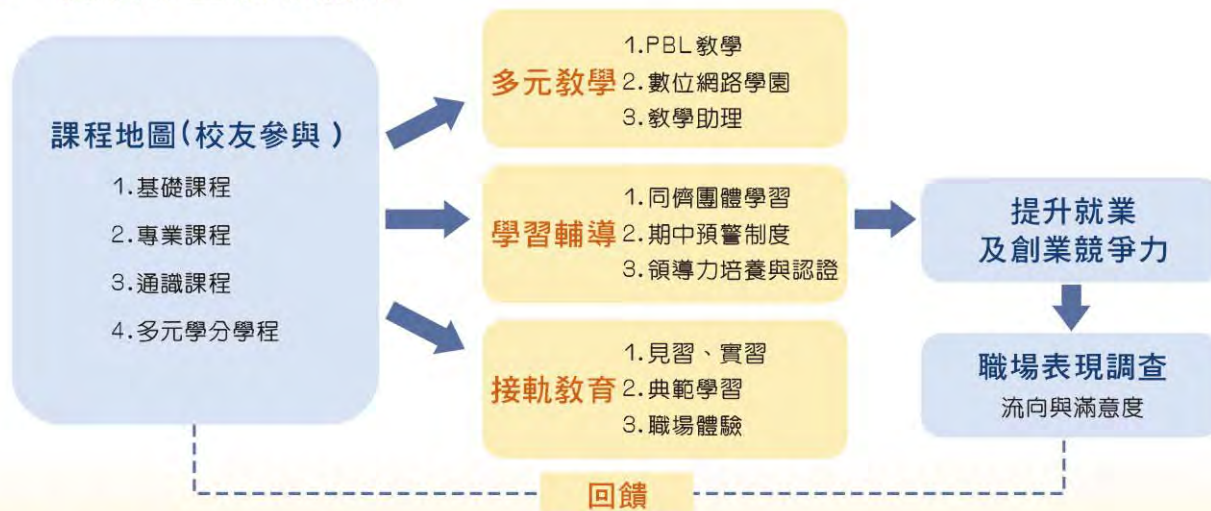 課程地圖(校友參與)
1.基礎課程
2.專業課程
3.通識課程
4.多元學分學程
多元教學
1.PBL教學
2.數位網路學園
3.教學助理
學習輔導
1.同儕團體學習
2.期中預警制度
3.領導力培養與認證
接軌教育
1.見習、實習
2.典範學習
3.職場體驗
提升就業
及創業競爭力
職場表現調查
流向與滿意度
回饋